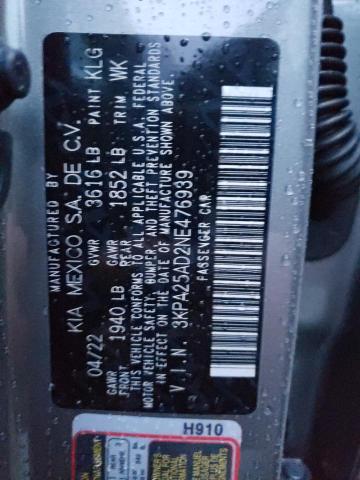 MANUFACTURED BY
KIA MEXICO S.A. DE C.V.
04/22 GVWR 3616 LB PAINT KLG
GAWR FRONT 1940 LB GAWR REAR 1852 LB TRIM WK
THIS VEHICLE CONFORMS TO ALL APPLICABLE U.S.A. FEDERAL
MOTOR VEHICLE SAFETY, BUMPER, AND THEFT PREVENTION STANDARDS
IN EFFECT ON THE DATE OF MANUFACTURE SHOWN ABOVE.
V.I.N. 3KPA25AD2NE476939
PASSENGER CAR
H910